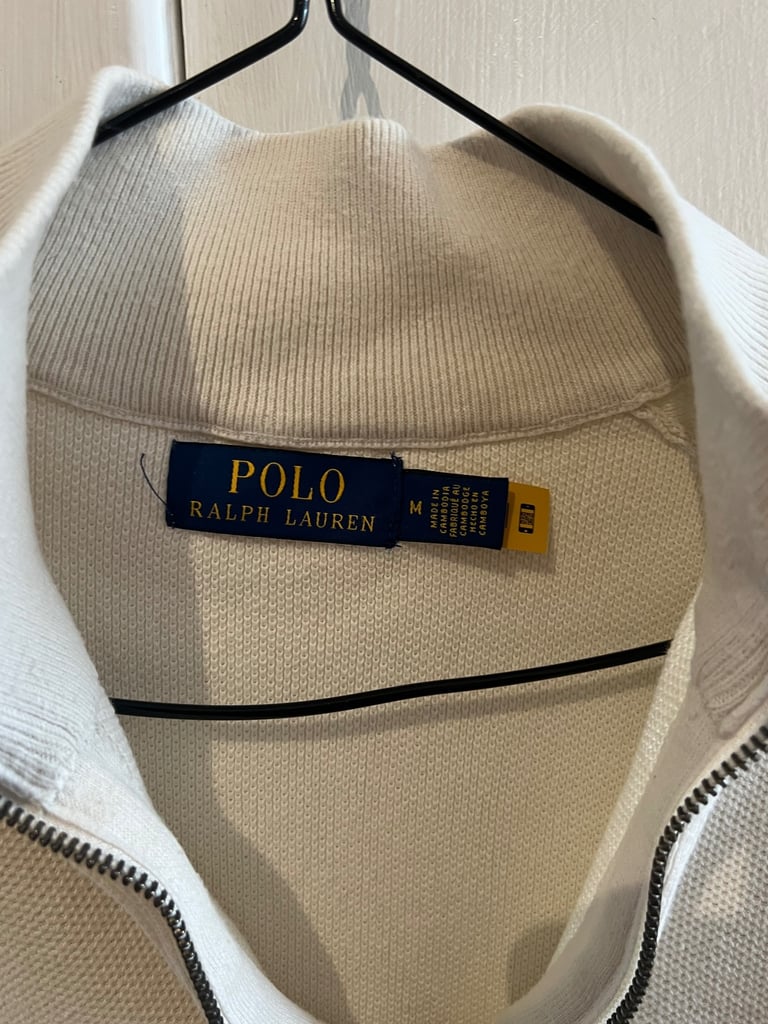 POLO
RALPH LAUREN
M
MADE IN
CAMBODIA
FABRIQUÉ AU
CAMBODGE
HECHO EN
CAMBOYA